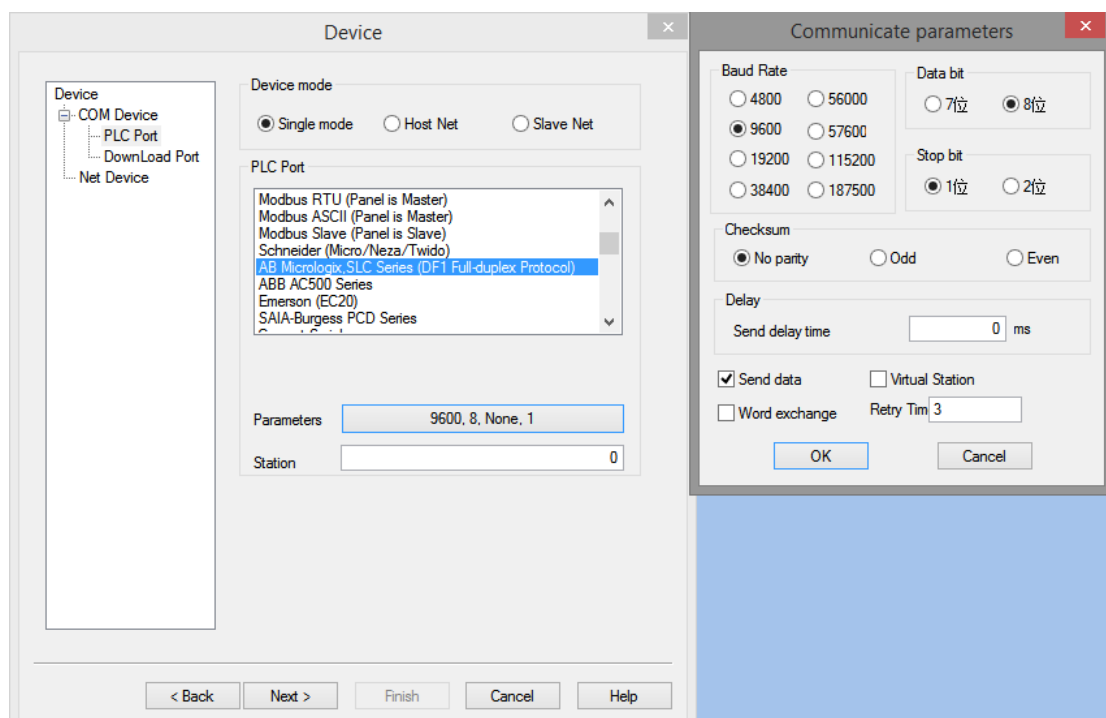 Device
Device
COM Device
PLC Port
DownLoad Port
Net Device
Device mode
Single mode Host Net Slave Net
PLC Port
Modbus RTU (Panel is Master)
Modbus ASCII (Panel is Master)
Modbus Slave (Panel is Slave)
Schneider (Micro/Neza/Twido)
AB Micrologix,SLC Series (DF1 Full-duplex Protocol)
ABB AC500 Series
Emerson (EC20)
SAIA-Burgess PCD Series
Parameters 9600, 8, None, 1
Station 0
< Back Next > Finish Cancel Help
Communicate parameters
Baud Rate
4800 56000
9600 57600
19200 115200
38400 187500
Data bit
7位 8位
Stop bit
1位 2位
Checksum
No parity Odd Even
Delay
Send delay time 0 ms
Send data Virtual Station
Word exchange Retry Tim 3
OK Cancel